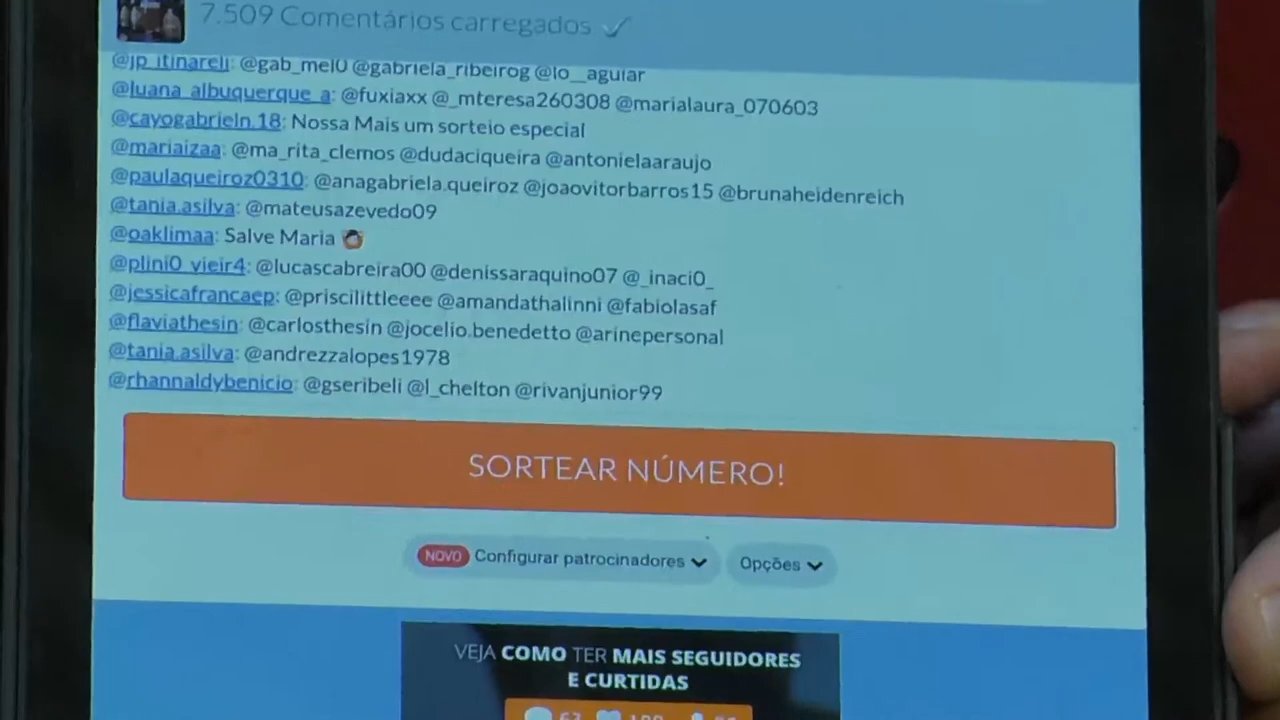 7.509 Comentários carregados
@jp_itinareli: @gab_mel0 @gabriela_ribeirog @lo__aguiar
@luana_albuquerque_a: @fuxiaxx @_mteresa260308 @marialaura_070603
@cayogabrieln.18: Nossa Mais um sorteio especial
@mariaizaa: @ma_rita_clemos @dudaciqueira @antonielaaraujo
@paulaqueiroz0310: @anagabriela.queiroz @joaovitorbarros15 @brunaheidenreich
@tania.asilva: @mateusazevedo09
@oaklimaa: Salve Maria
@plini0_vieir4: @lucascabreira00 @denissaraquino07 @_inaci0_
@jessicafrancaep: @priscilittleeee @amandathalinni @fabiolasaf
@flaviathesin: @carlosthesin @jocelio.benedetto @arinepersonal
@tania.asilva: @andrezzalopes1978
@rhannaldybenicio: @gseribeli @l_chelton @rivanjunior99
SORTEAR NÚMERO!
NOVO Configurar patrocinadores Opções
VEJA COMO TER MAIS SEGUIDORES
E CURTIDAS